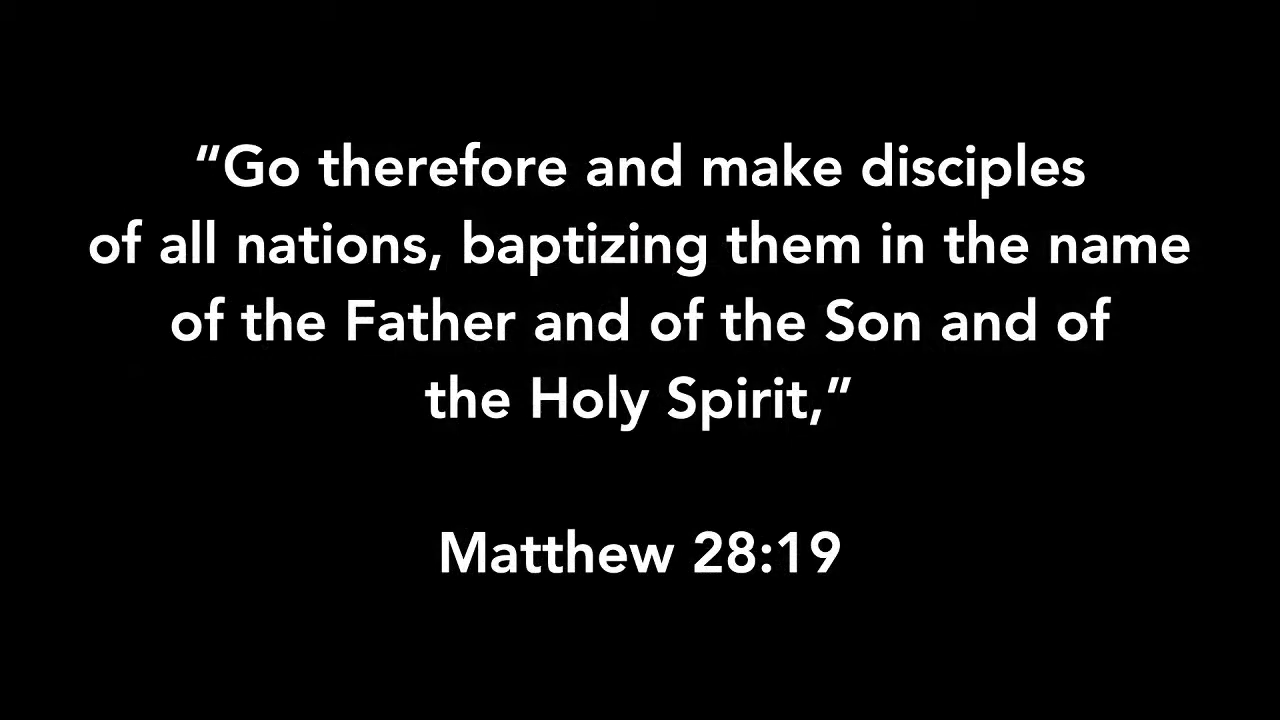 “Go therefore and make disciples
of all nations, baptizing them in the name
of the Father and of the Son and of
the Holy Spirit,”
Matthew 28:19